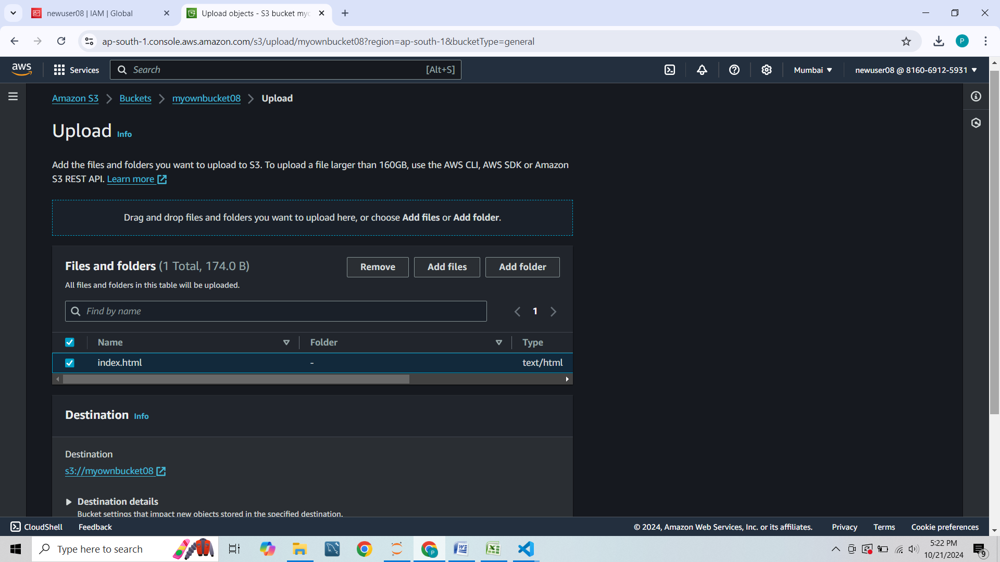 newuser08 | IAM | Global
Upload objects - S3 bucket myo
ap-south-1.console.aws.amazon.com/s3/upload/myownbucket08?region=ap-south-1&bucketType=general
P
aws
Services
Search
[Alt+S]
Mumbai
newuser08 @ 8160-6912-5931
Amazon S3
Buckets
myownbucket08
Upload
Upload Info
Add the files and folders you want to upload to S3. To upload a file larger than 160GB, use the AWS CLI, AWS SDK or Amazon
S3 REST API. Learn more
Drag and drop files and folders you want to upload here, or choose Add files or Add folder.
Files and folders (1 Total, 174.0 B)
Remove
Add files
Add folder
All files and folders in this table will be uploaded.
Find by name
1
Name
Folder
Type
index.html
-
text/html
Destination Info
Destination
s3://myownbucket08
Destination details
Bucket settings that impact new objects stored in the specified destination.
CloudShell
Feedback
© 2024, Amazon Web Services, Inc. or its affiliates.
Privacy
Terms
Cookie preferences
Type here to search
P
5:22 PM
10/21/2024
9